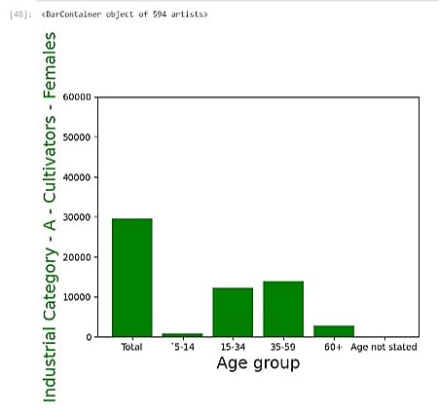 [48]: <BarContainer object of 594 artists>
Industrial Category - A - Cultivators - Females
60000
50000
40000
30000
20000
10000
0
Total `5-14 15-34 35-59 60+ Age not stated
Age group